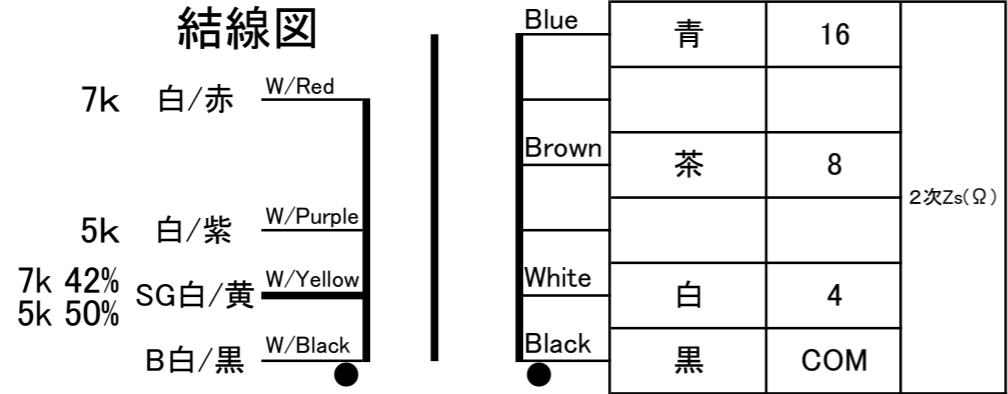 結線図
7k 白/赤 W/Red
5k 白/紫 W/Purple
7k 42%
5k 50%
SG白/黄 W/Yellow
B白/黒 W/Black
Blue 青 16
Brown 茶 8
２次Zs(Ω)
White 白 4
Black 黒 COM